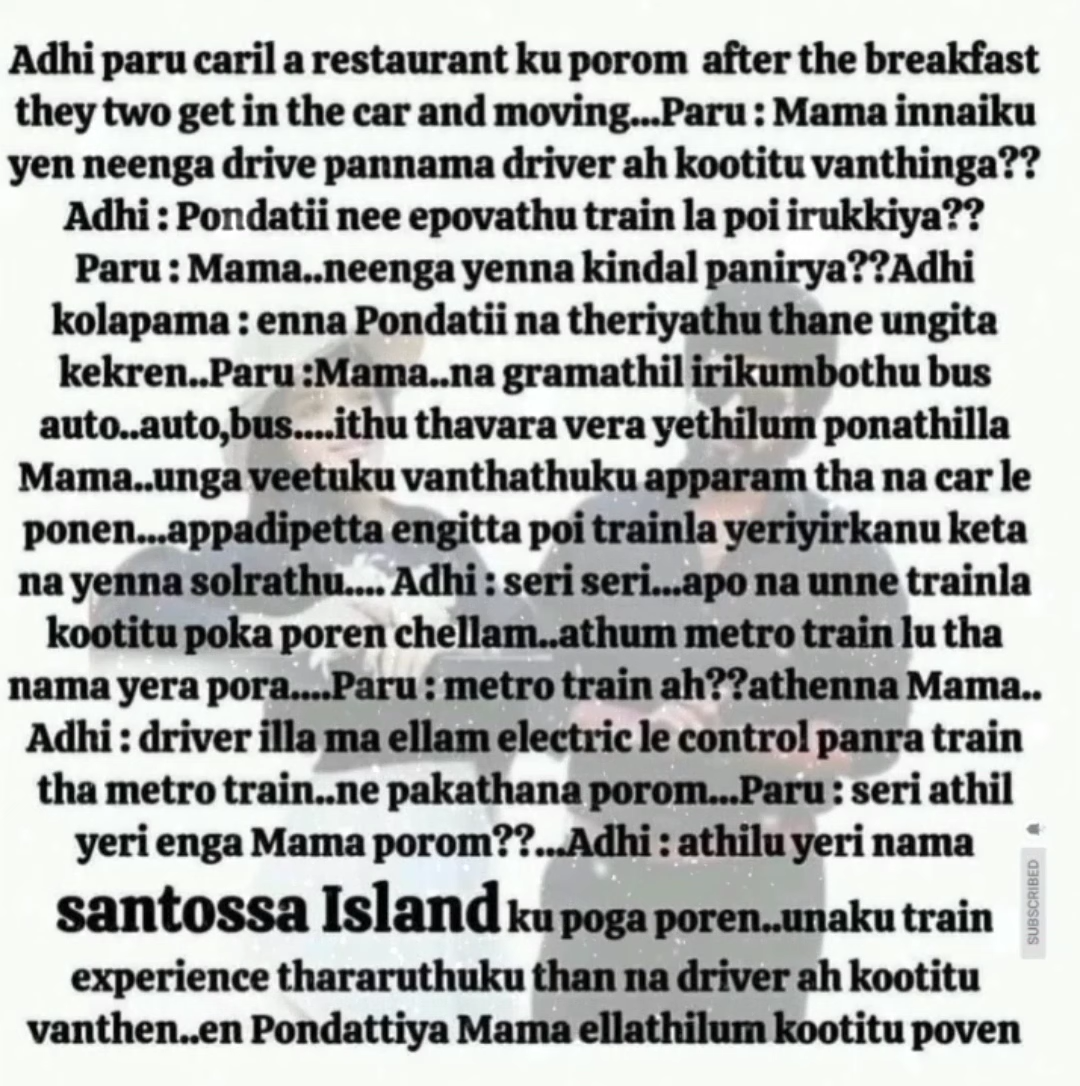 Adhi paru caril a restaurant ku porom after the breakfast
they two get in the car and moving...Paru : Mama innaiku
yen neenga drive pannama driver ah kootitu vanthinga??
Adhi : Pondatii nee epovathu train la poi irukkiya??
Paru : Mama..neenga yenna kindal panirya??Adhi
kolapama : enna Pondatii na theriyathu thane ungita
kekren..Paru :Mama..na gramathil irikumbothu bus
auto..auto,bus....ithu thavara vera yethilum ponathilla
Mama..unga veetuku vanthathuku apparam tha na car le
ponen...appadipetta engitta poi trainla yeriyirkanu keta
na yenna solrathu.... Adhi : seri seri...apo na unne trainla
kootitu poka poren chellam..athum metro train lu tha
nama yera pora....Paru : metro train ah??athenna Mama..
Adhi : driver illa ma ellam electric le control panra train
tha metro train..ne pakathana porom...Paru : seri athil
yeri enga Mama porom??...Adhi : athilu yeri nama
santossa Island ku poga poren..unaku train
experience thararuthuku than na driver ah kootitu
vanthen..en Pondattiya Mama ellathilum kootitu poven
SUBSCRIBED